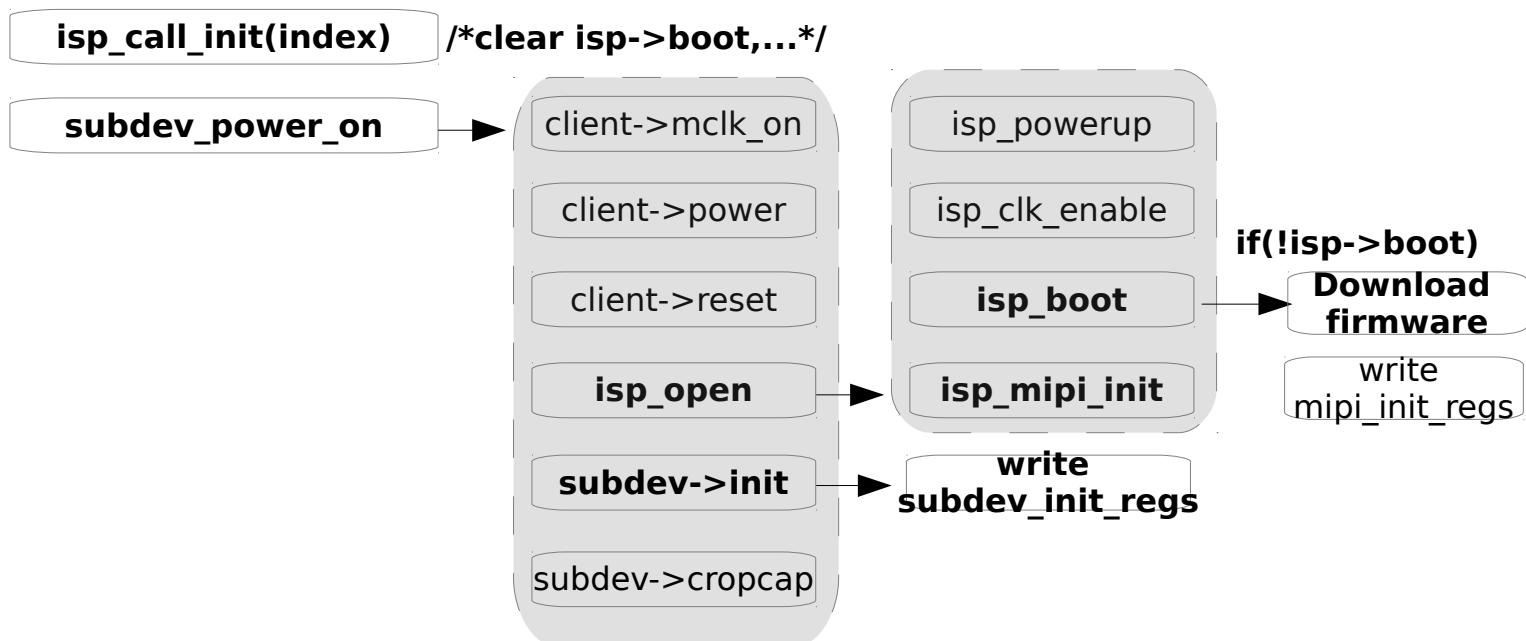 isp_call_init(index)
/*clear isp->boot,...*/
subdev_power_on
client->mclk_on
client->power
client->reset
isp_open
subdev->init
subdev->cropcap
isp_powerup
isp_clk_enable
isp_boot
isp_mipi_init
write
subdev_init_regs
if(!isp->boot)
Download
firmware
write
mipi_init_regs